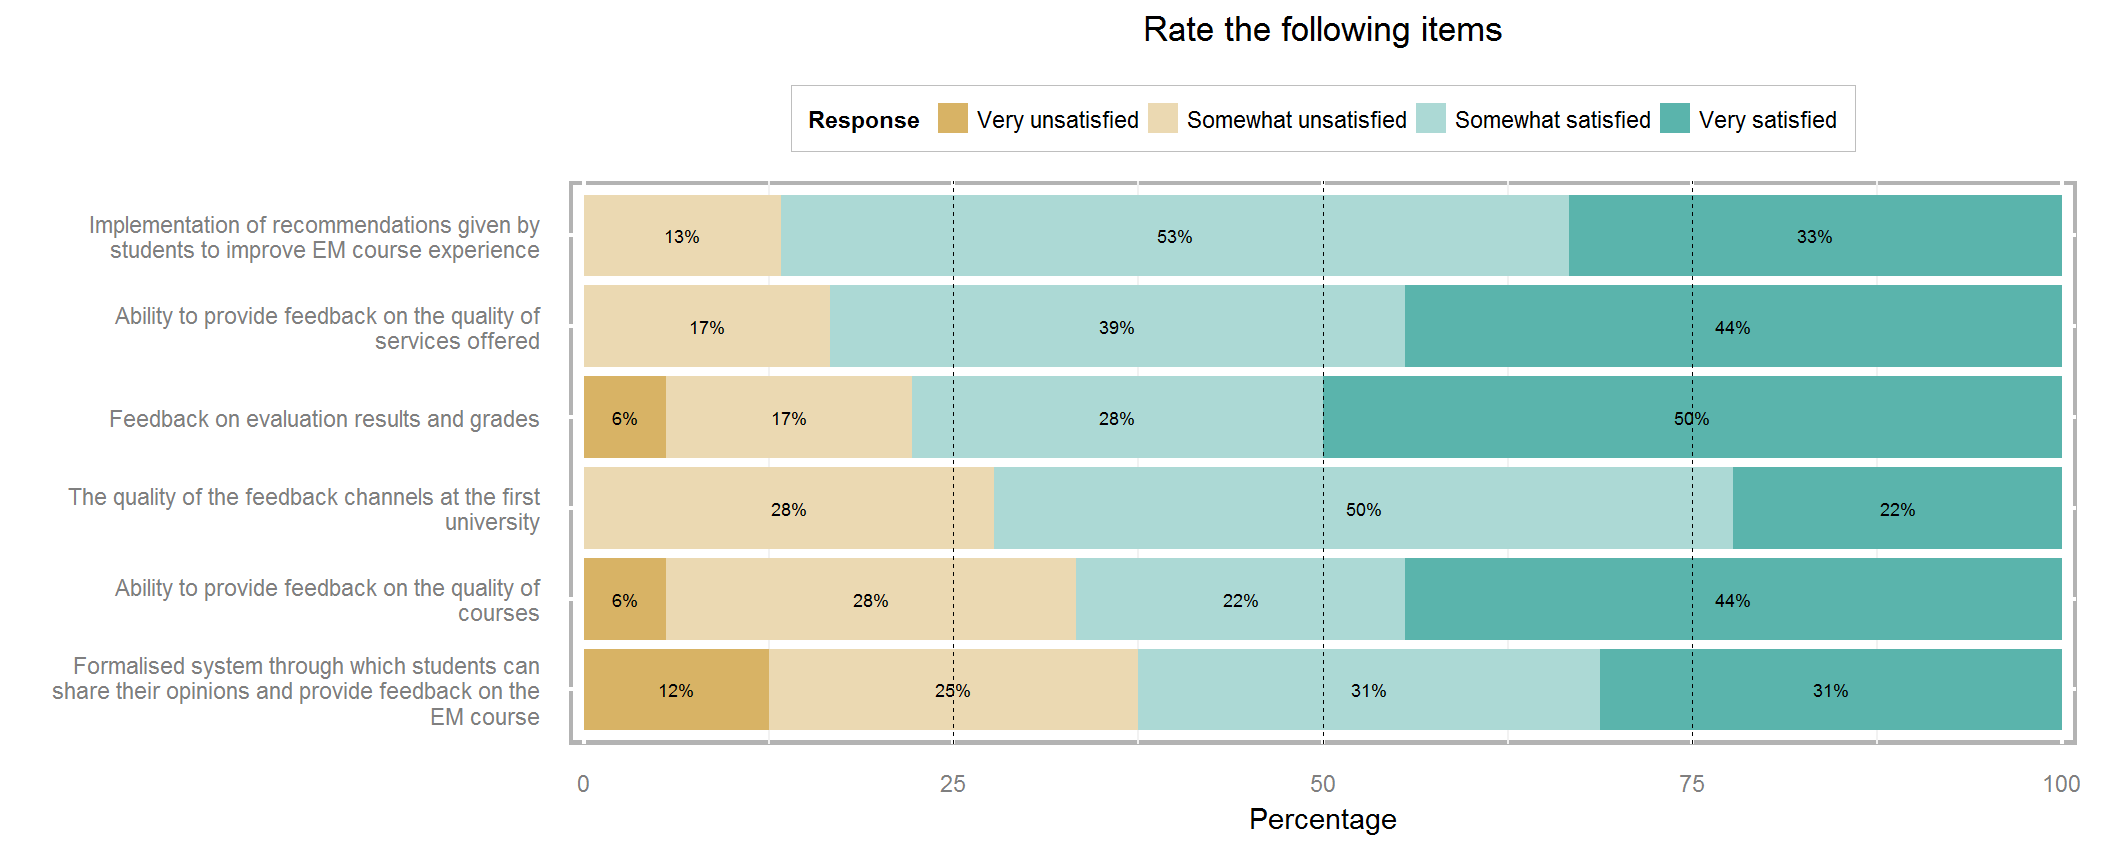 Rate the following items
Response Very unsatisfied Somewhat unsatisfied Somewhat satisfied Very satisfied
Implementation of recommendations given by
students to improve EM course experience
13% 53% 33%
Ability to provide feedback on the quality of
services offered
17% 39% 44%
Feedback on evaluation results and grades
6% 17% 28% 50%
The quality of the feedback channels at the first
university
28% 50% 22%
Ability to provide feedback on the quality of
courses
6% 28% 22% 44%
Formalised system through which students can
share their opinions and provide feedback on the
EM course
12% 25% 31% 31%
0 25 50 75 100
Percentage